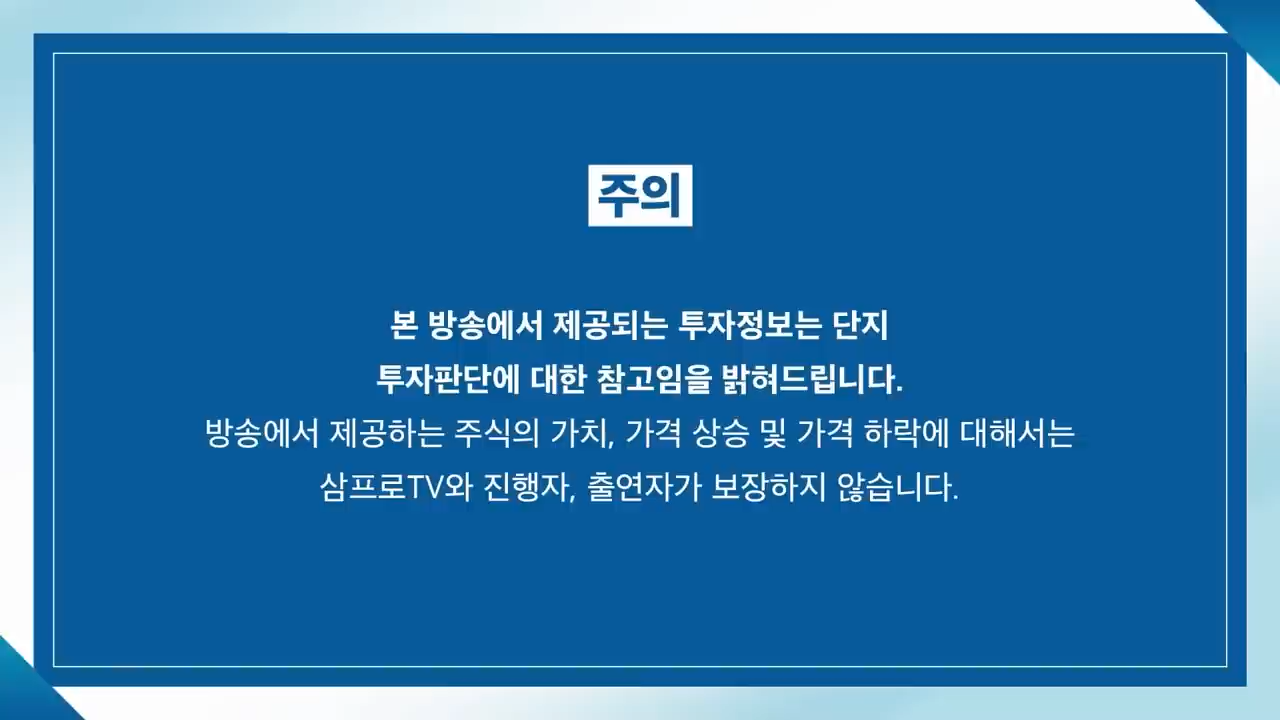 주의
본 방송에서 제공되는 투자정보는 단지
투자판단에 대한 참고임을 밝혀드립니다.
방송에서 제공하는 주식의 가치, 가격 상승 및 가격 하락에 대해서는
삼프로TV와 진행자, 출연자가 보장하지 않습니다.